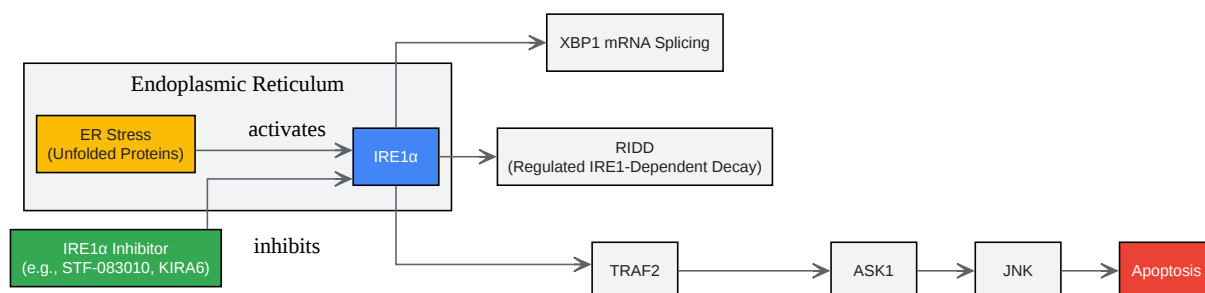 XBP1 mRNA Splicing
Endoplasmic Reticulum
ER Stress
(Unfolded Proteins)
activates
IRE1α
RIDD
(Regulated IRE1-Dependent Decay)
IRE1α Inhibitor
(e.g., STF-083010, KIRA6)
inhibits
TRAF2
ASK1
JNK
Apoptosis